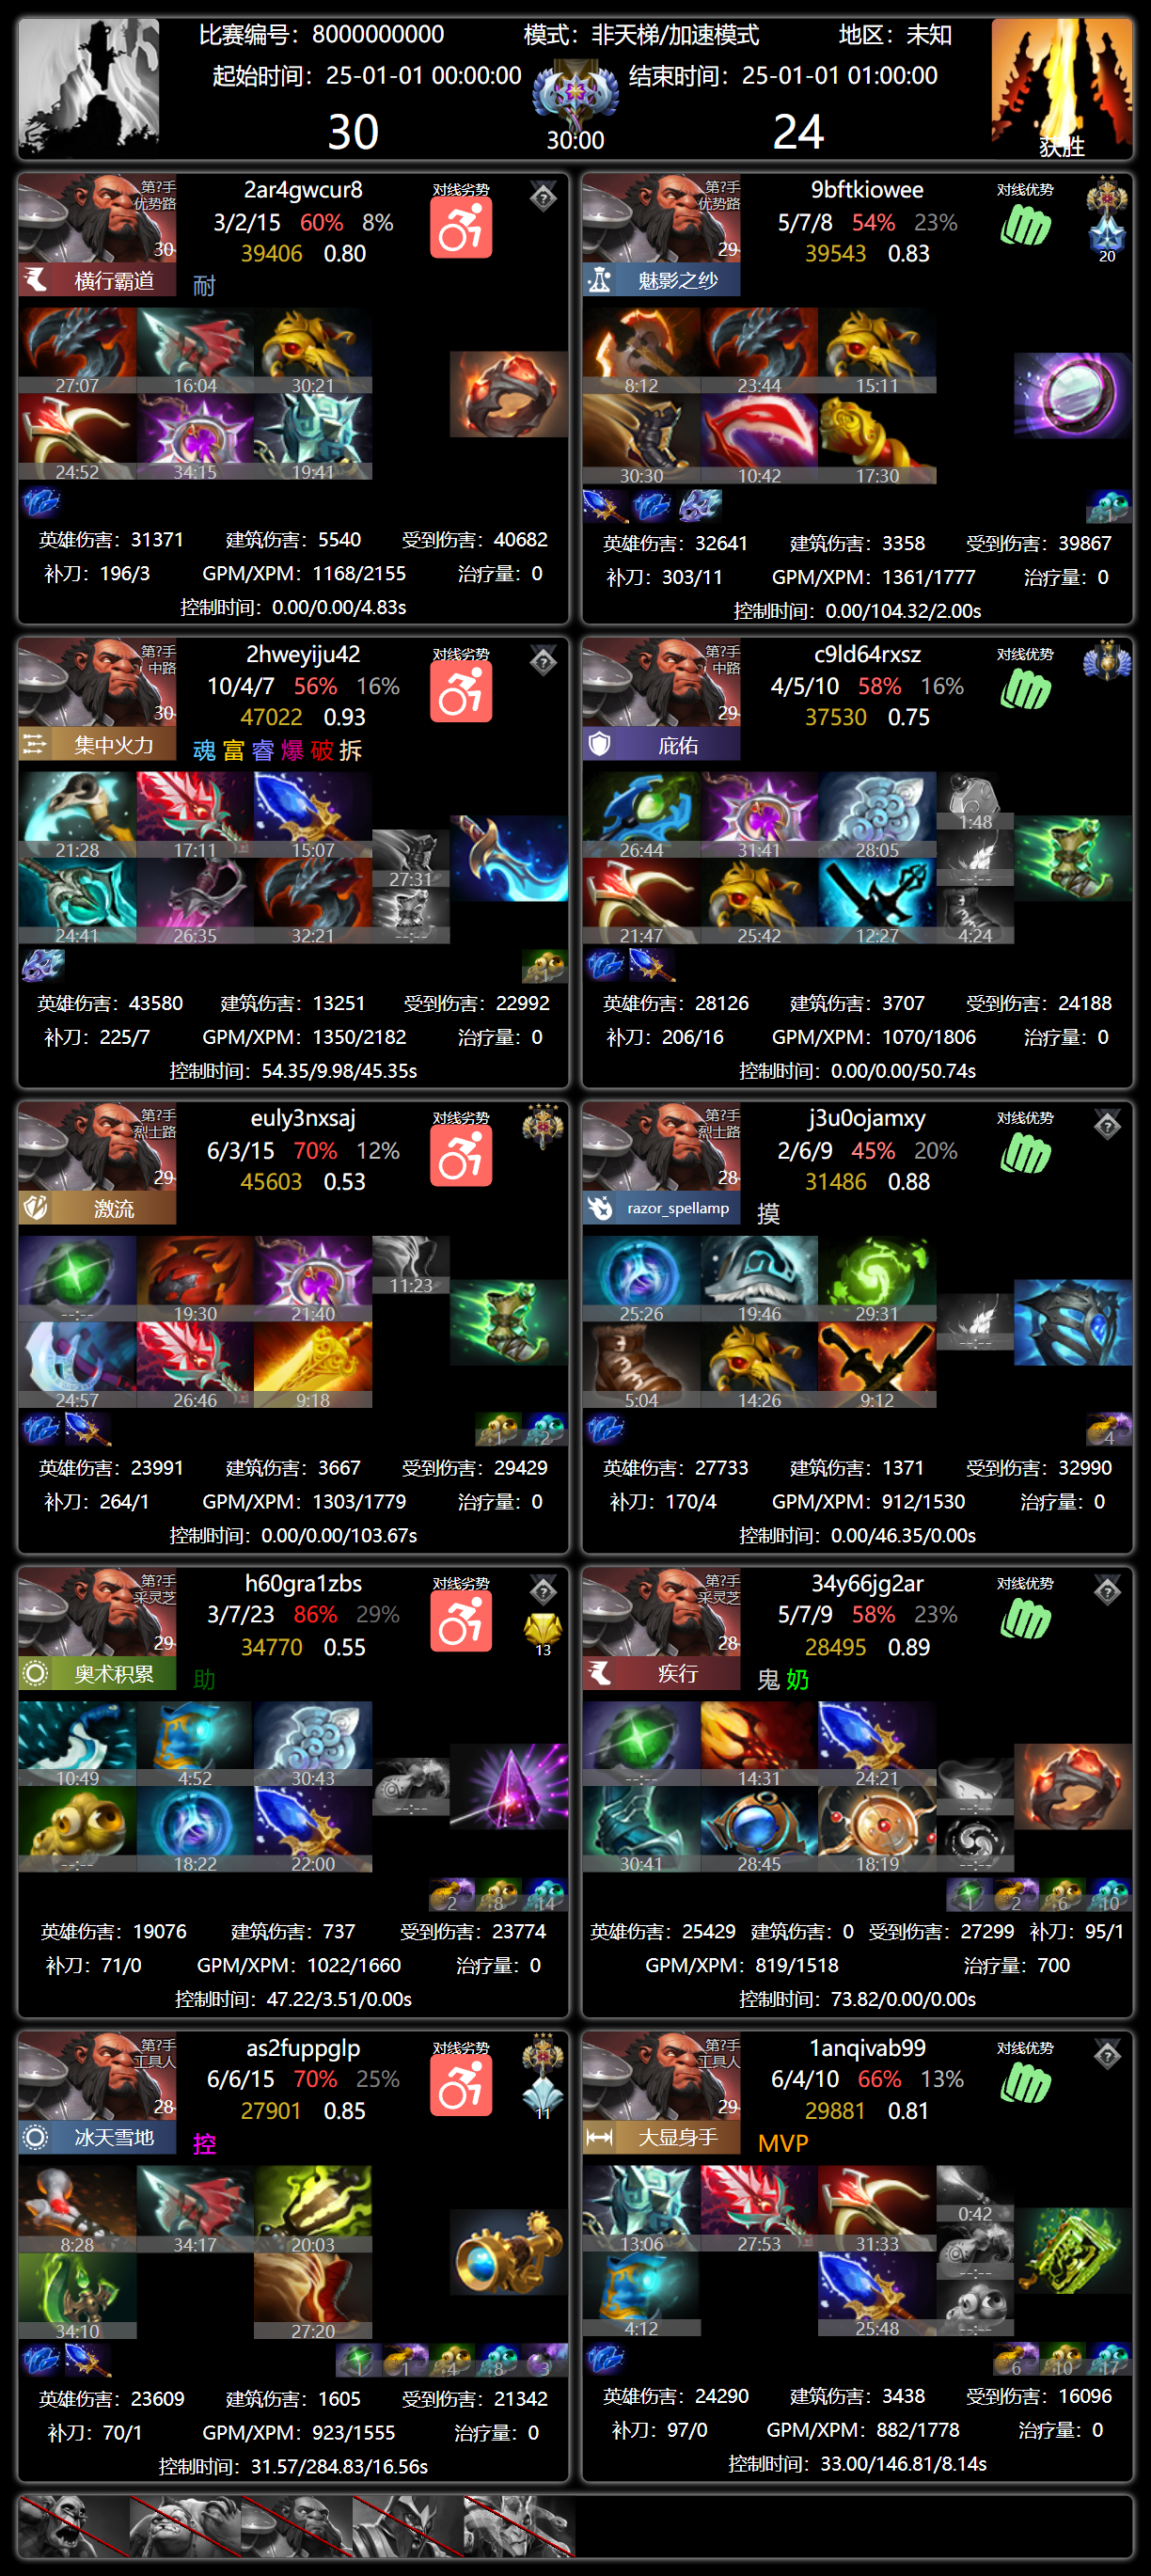 比赛编号：8000000000 模式：非天梯/加速模式 地区：未知
起始时间：25-01-01 00:00:00 结束时间：25-01-01 01:00:00
30 30:00 24
获胜
第?手
优势路
30
横行霸道
2ar4gwcur8
3/2/15 60% 8%
39406 0.80
耐
对线劣势
27:07 16:04 30:21
24:52 34:15 19:41
英雄伤害：31371 建筑伤害：5540 受到伤害：40682
补刀：196/3 GPM/XPM：1168/2155 治疗量：0
控制时间：0.00/0.00/4.83s
第?手
优势路
29
魅影之纱
9bftkiowee
5/7/8 54% 23%
39543 0.83
对线优势
20
8:12 23:44 15:11
30:30 10:42 17:30
1
英雄伤害：32641 建筑伤害：3358 受到伤害：39867
补刀：303/11 GPM/XPM：1361/1777 治疗量：0
控制时间：0.00/104.32/2.00s
第?手
中路
30
集中火力
2hweyiju42
10/4/7 56% 16%
47022 0.93
魂 富 睿 爆 破 拆
对线劣势
21:28 17:11 15:07
27:31
24:41 26:35 32:21 --:--
1
英雄伤害：43580 建筑伤害：13251 受到伤害：22992
补刀：225/7 GPM/XPM：1350/2182 治疗量：0
控制时间：54.35/9.98/45.35s
第?手
中路
29
庇佑
c9ld64rxsz
4/5/10 58% 16%
37530 0.75
对线优势
1:48
26:44 31:41 28:05
--:--
21:47 25:42 12:27 4:24
英雄伤害：28126 建筑伤害：3707 受到伤害：24188
补刀：206/16 GPM/XPM：1070/1806 治疗量：0
控制时间：0.00/0.00/50.74s
第?手
烈士路
29
激流
euly3nxsaj
6/3/15 70% 12%
45603 0.53
对线劣势
11:23
--:-- 19:30 21:40
24:57 26:46 9:18
1 2
英雄伤害：23991 建筑伤害：3667 受到伤害：29429
补刀：264/1 GPM/XPM：1303/1779 治疗量：0
控制时间：0.00/0.00/103.67s
第?手
烈士路
28
razor_spellamp
j3u0ojamxy
2/6/9 45% 20%
31486 0.88
摸
对线优势
25:26 19:46 29:31
--:--
5:04 14:26 9:12
4
英雄伤害：27733 建筑伤害：1371 受到伤害：32990
补刀：170/4 GPM/XPM：912/1530 治疗量：0
控制时间：0.00/46.35/0.00s
第?手
采灵芝
29
奥术积累
h60gra1zbs
3/7/23 86% 29%
34770 0.55
助
对线劣势
13
10:49 4:52 30:43
--:--
--:-- 18:22 22:00
2 8 14
英雄伤害：19076 建筑伤害：737 受到伤害：23774
补刀：71/0 GPM/XPM：1022/1660 治疗量：0
控制时间：47.22/3.51/0.00s
第?手
采灵芝
28
疾行
34y66jg2ar
5/7/9 58% 23%
28495 0.89
鬼 奶
对线优势
--:-- 14:31 24:21
--:--
30:41 28:45 18:19 --:--
1 2 6 10
英雄伤害：25429 建筑伤害：0 受到伤害：27299 补刀：95/1
GPM/XPM：819/1518 治疗量：700
控制时间：73.82/0.00/0.00s
第?手
工具人
28
冰天雪地
as2fuppglp
6/6/15 70% 25%
27901 0.85
控
对线劣势
11
8:28 34:17 20:03
34:10 27:20
1 1 4 8 3
英雄伤害：23609 建筑伤害：1605 受到伤害：21342
补刀：70/1 GPM/XPM：923/1555 治疗量：0
控制时间：31.57/284.83/16.56s
第?手
工具人
29
大显身手
1anqivab99
6/4/10 66% 13%
29881 0.81
MVP
对线优势
0:42
13:06 27:53 31:33
--:--
4:12 25:48 --:--
6 10 17
英雄伤害：24290 建筑伤害：3438 受到伤害：16096
补刀：97/0 GPM/XPM：882/1778 治疗量：0
控制时间：33.00/146.81/8.14s